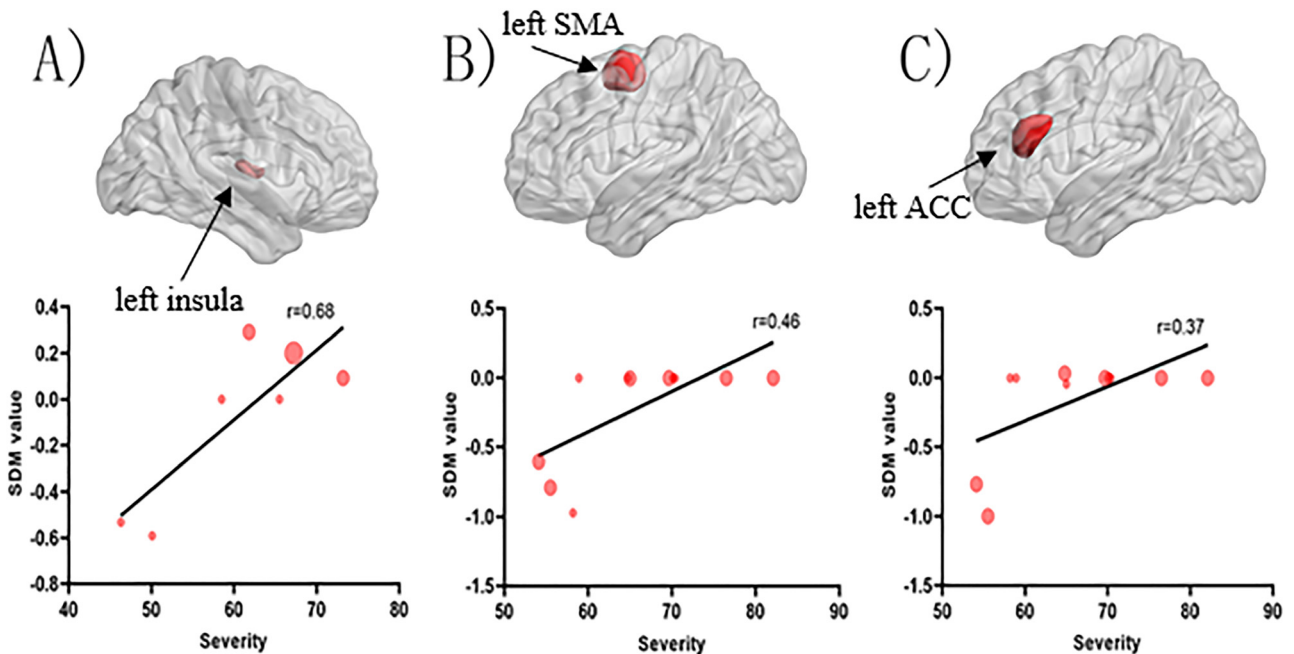 A)
left insula
r=0.68
0.4
0.2
0.0
-0.2
-0.4
-0.6
-0.8
SDM value
40 50 60 70 80
Severity
B)
left SMA
r=0.46
0.5
0.0
-0.5
-1.0
-1.5
SDM value
50 60 70 80 90
Severity
C)
left ACC
r=0.37
0.5
0.0
-0.5
-1.0
-1.5
SDM value
50 60 70 80 90
Severity